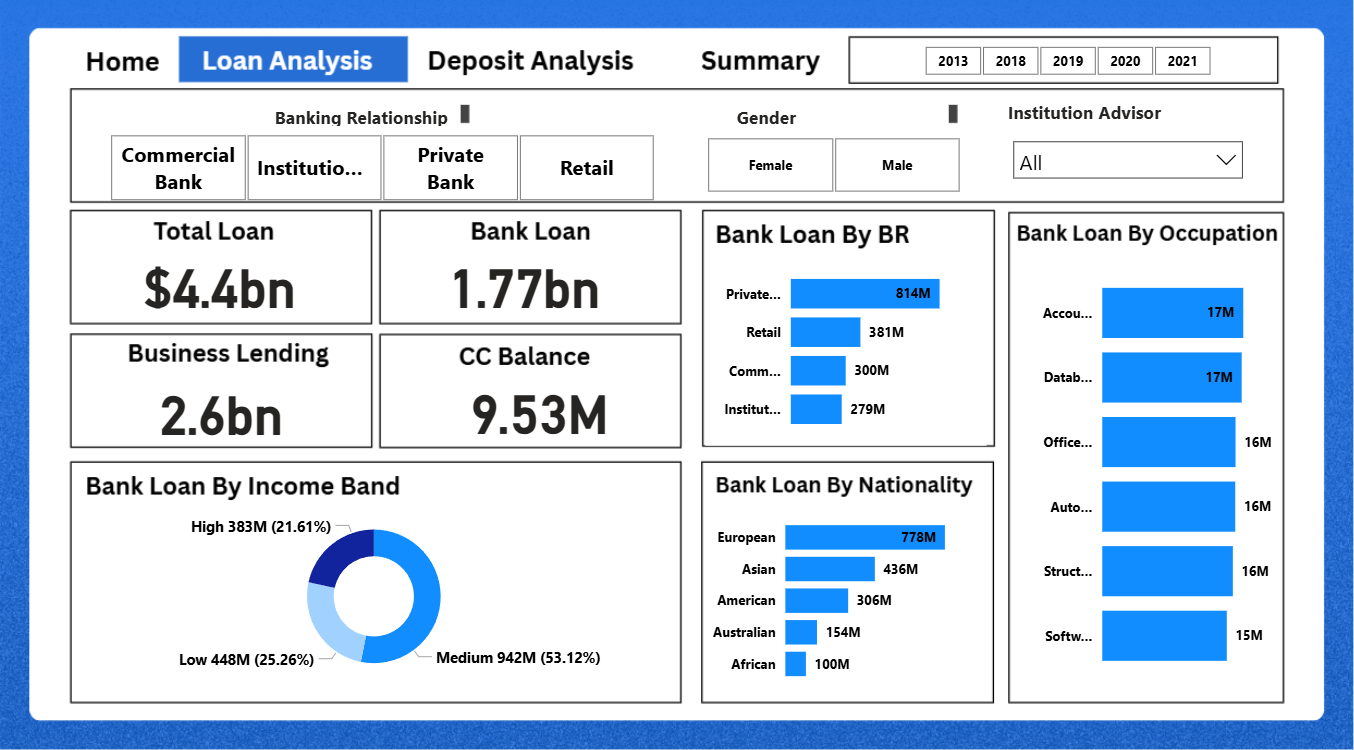 Home
Loan Analysis
Deposit Analysis
Summary
2013
2018
2019
2020
2021
Banking Relationship
Commercial
Bank
Institutio...
Private
Bank
Retail
Gender
Female
Male
Institution Advisor
All
Total Loan
$4.4bn
Bank Loan
1.77bn
Business Lending
2.6bn
CC Balance
9.53M
Bank Loan By BR
Private... 814M
Retail 381M
Comm... 300M
Institut... 279M
Bank Loan By Occupation
Accou... 17M
Datab... 17M
Office... 16M
Auto... 16M
Struct... 16M
Softw... 15M
Bank Loan By Income Band
High 383M (21.61%)
Low 448M (25.26%)
Medium 942M (53.12%)
Bank Loan By Nationality
European 778M
Asian 436M
American 306M
Australian 154M
African 100M